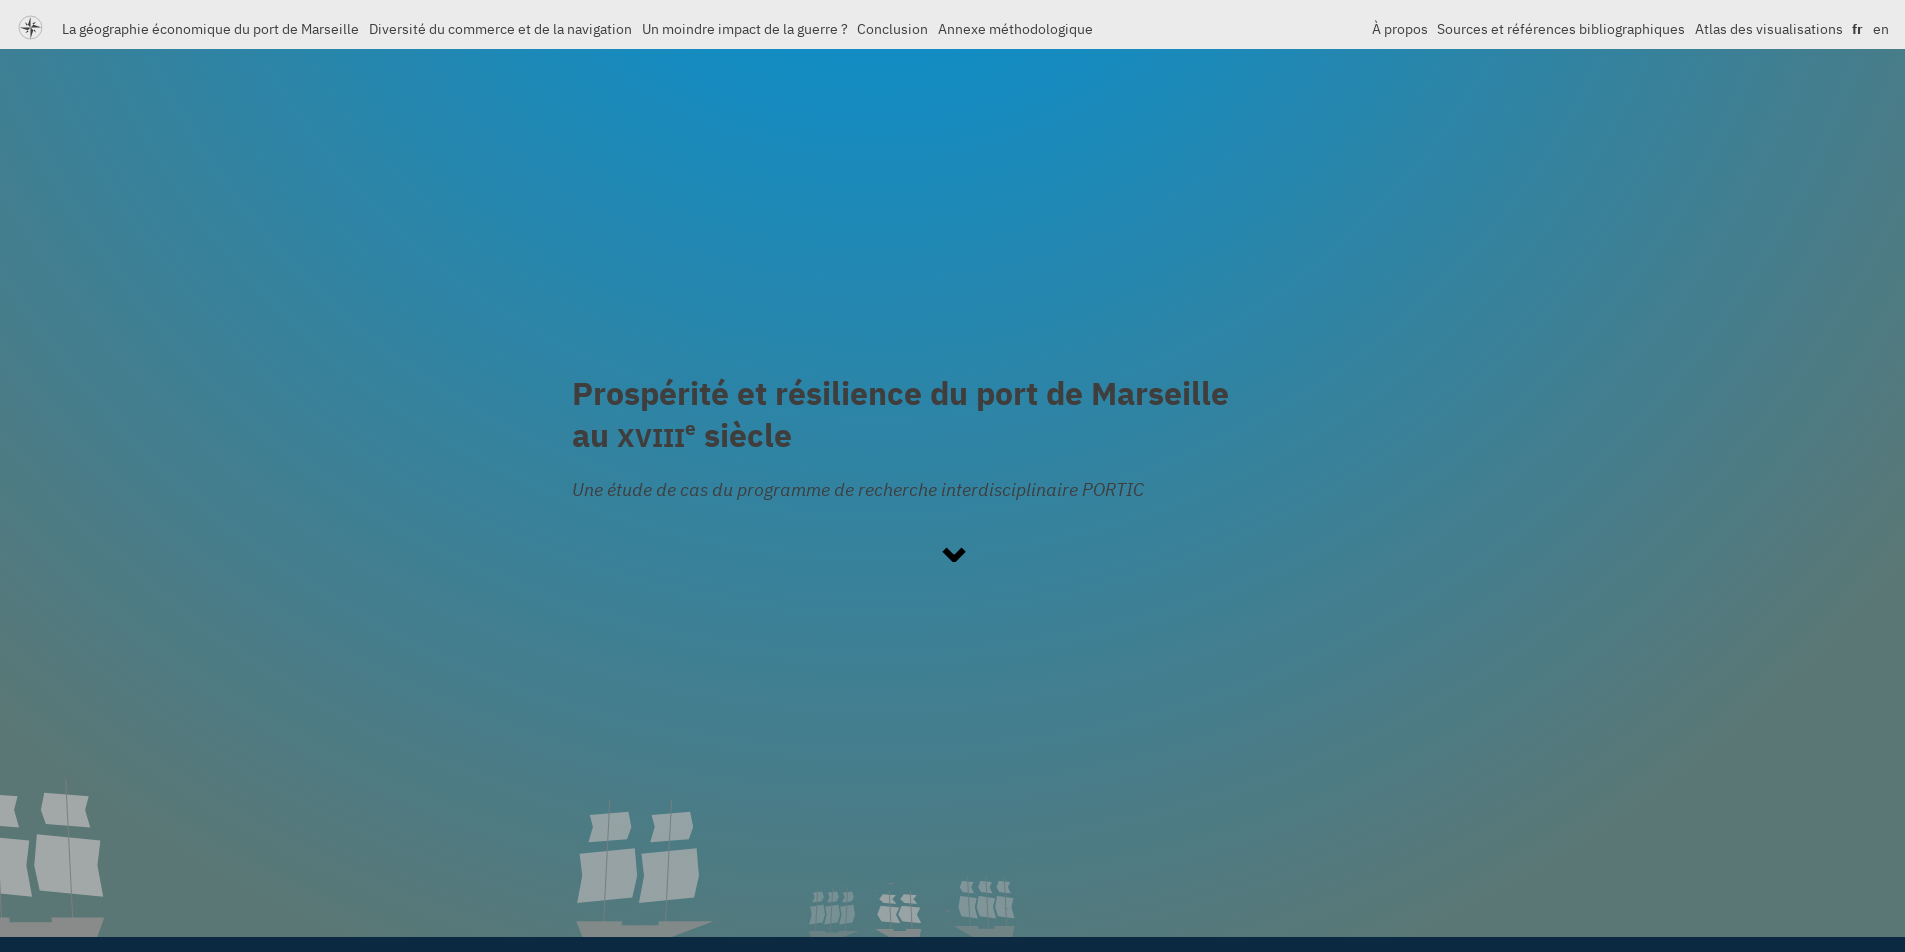 La géographie économique du port de Marseille Diversité du commerce et de la navigation Un moindre impact de la guerre ? Conclusion Annexe méthodologique À propos Sources et références bibliographiques Atlas des visualisations fr en
Prospérité et résilience du port de Marseille
au XVIIIe siècle
Une étude de cas du programme de recherche interdisciplinaire PORTIC